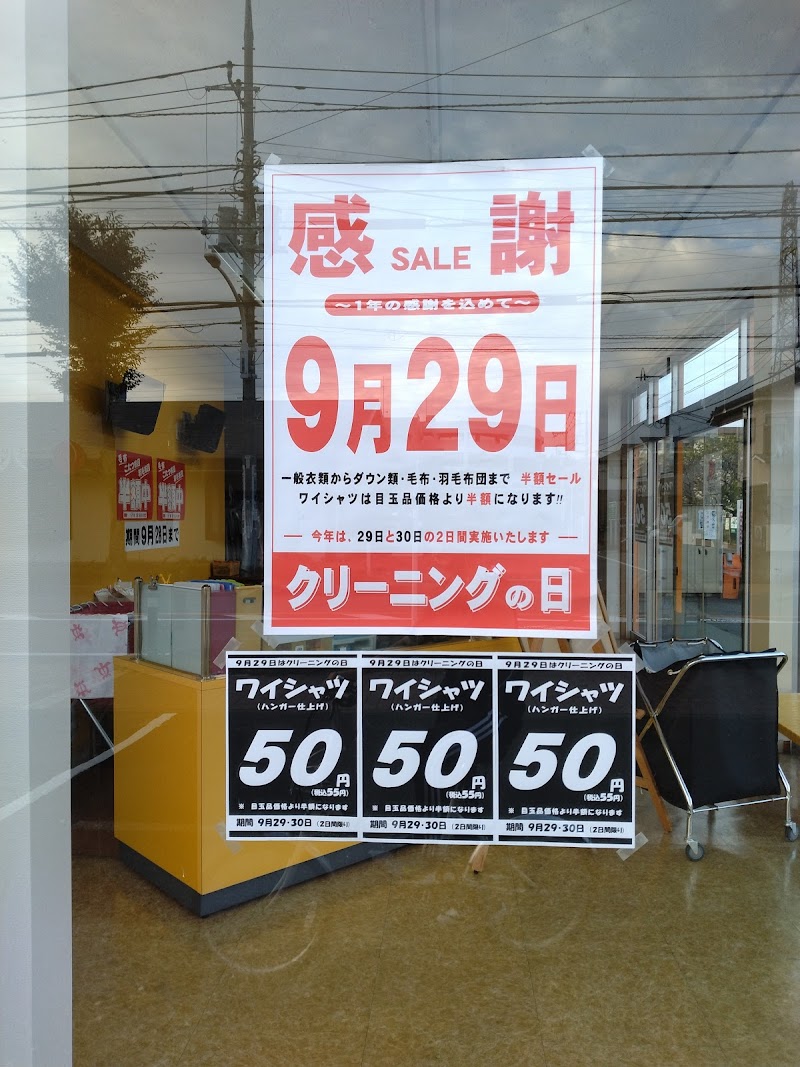 感 SALE 謝
～1年の感謝を込めて～
9月29日
一般衣類からダウン類・毛布・羽毛布団まで 半額セール
ワイシャツは目玉品価格より半額になります!!
今年は、29日と30日の2日間実施いたします
クリーニングの日
9月29日はクリーニングの日
ワイシャツ
(ハンガー仕上げ)
50円
(税込55円)
※ 目玉品価格より半額になります
期間 9月29・30日 (2日間限り)
9月29日はクリーニングの日
ワイシャツ
(ハンガー仕上げ)
50円
(税込55円)
※ 目玉品価格より半額になります
期間 9月29・30日 (2日間限り)
9月29日はクリーニングの日
ワイシャツ
(ハンガー仕上げ)
50円
(税込55円)
※ 目玉品価格より半額になります
期間 9月29・30日 (2日間限り)
半額中
半額中
期間 9月28日まで